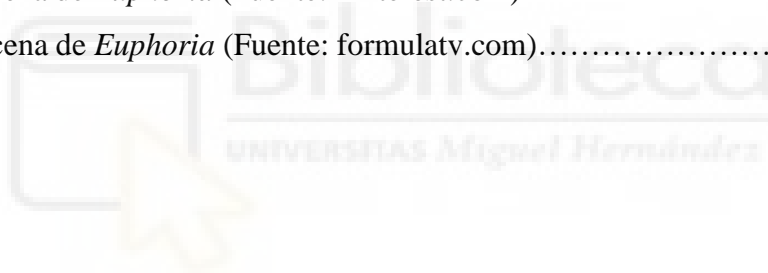 cena de Euphoria (Fuente: formulatv.com)……………………
Biblioteca
UNIVERSITAS Miguel Hernández